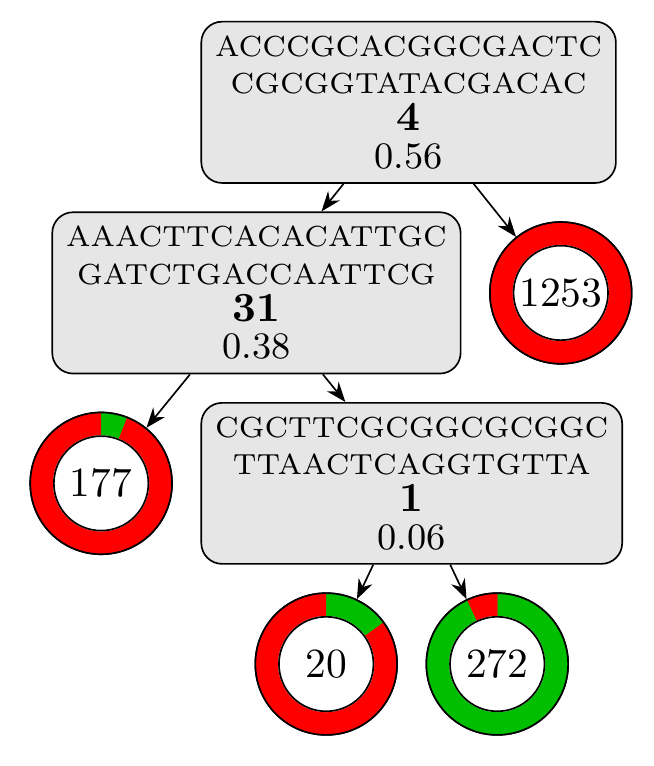 ACCCGCACGGCGACTC
CGCGGTATACGACAC
4
0.56
AAACTTCACACATTGC
GATCTGACCAATTCG
31
0.38
1253
177
CGCTTCGCGGCGCGGC
TTAACTCAGGTGTTA
1
0.06
20
272